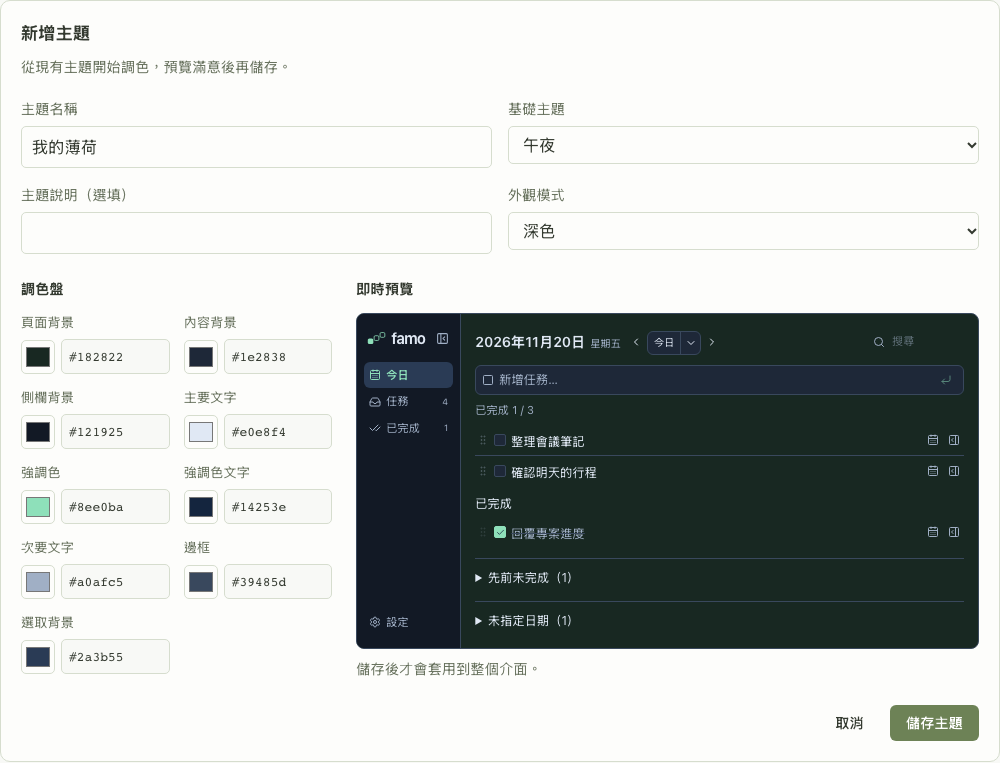 新增主題
從現有主題開始調色，預覽滿意後再儲存。
主題名稱
我的薄荷
基礎主題
午夜
主題說明（選填）
外觀模式
深色
調色盤
頁面背景
#182822
內容背景
#1e2838
側欄背景
#121925
主要文字
#e0e8f4
強調色
#8ee0ba
強調色文字
#14253e
次要文字
#a0afc5
邊框
#39485d
選取背景
#2a3b55
即時預覽
famo
今日
任務 4
已完成 1
設定
2026年11月20日 星期五 今日
搜尋
新增任務...
已完成 1 / 3
整理會議筆記
確認明天的行程
已完成
回覆專案進度
先前未完成（1）
未指定日期（1）
儲存後才會套用到整個介面。
取消
儲存主題